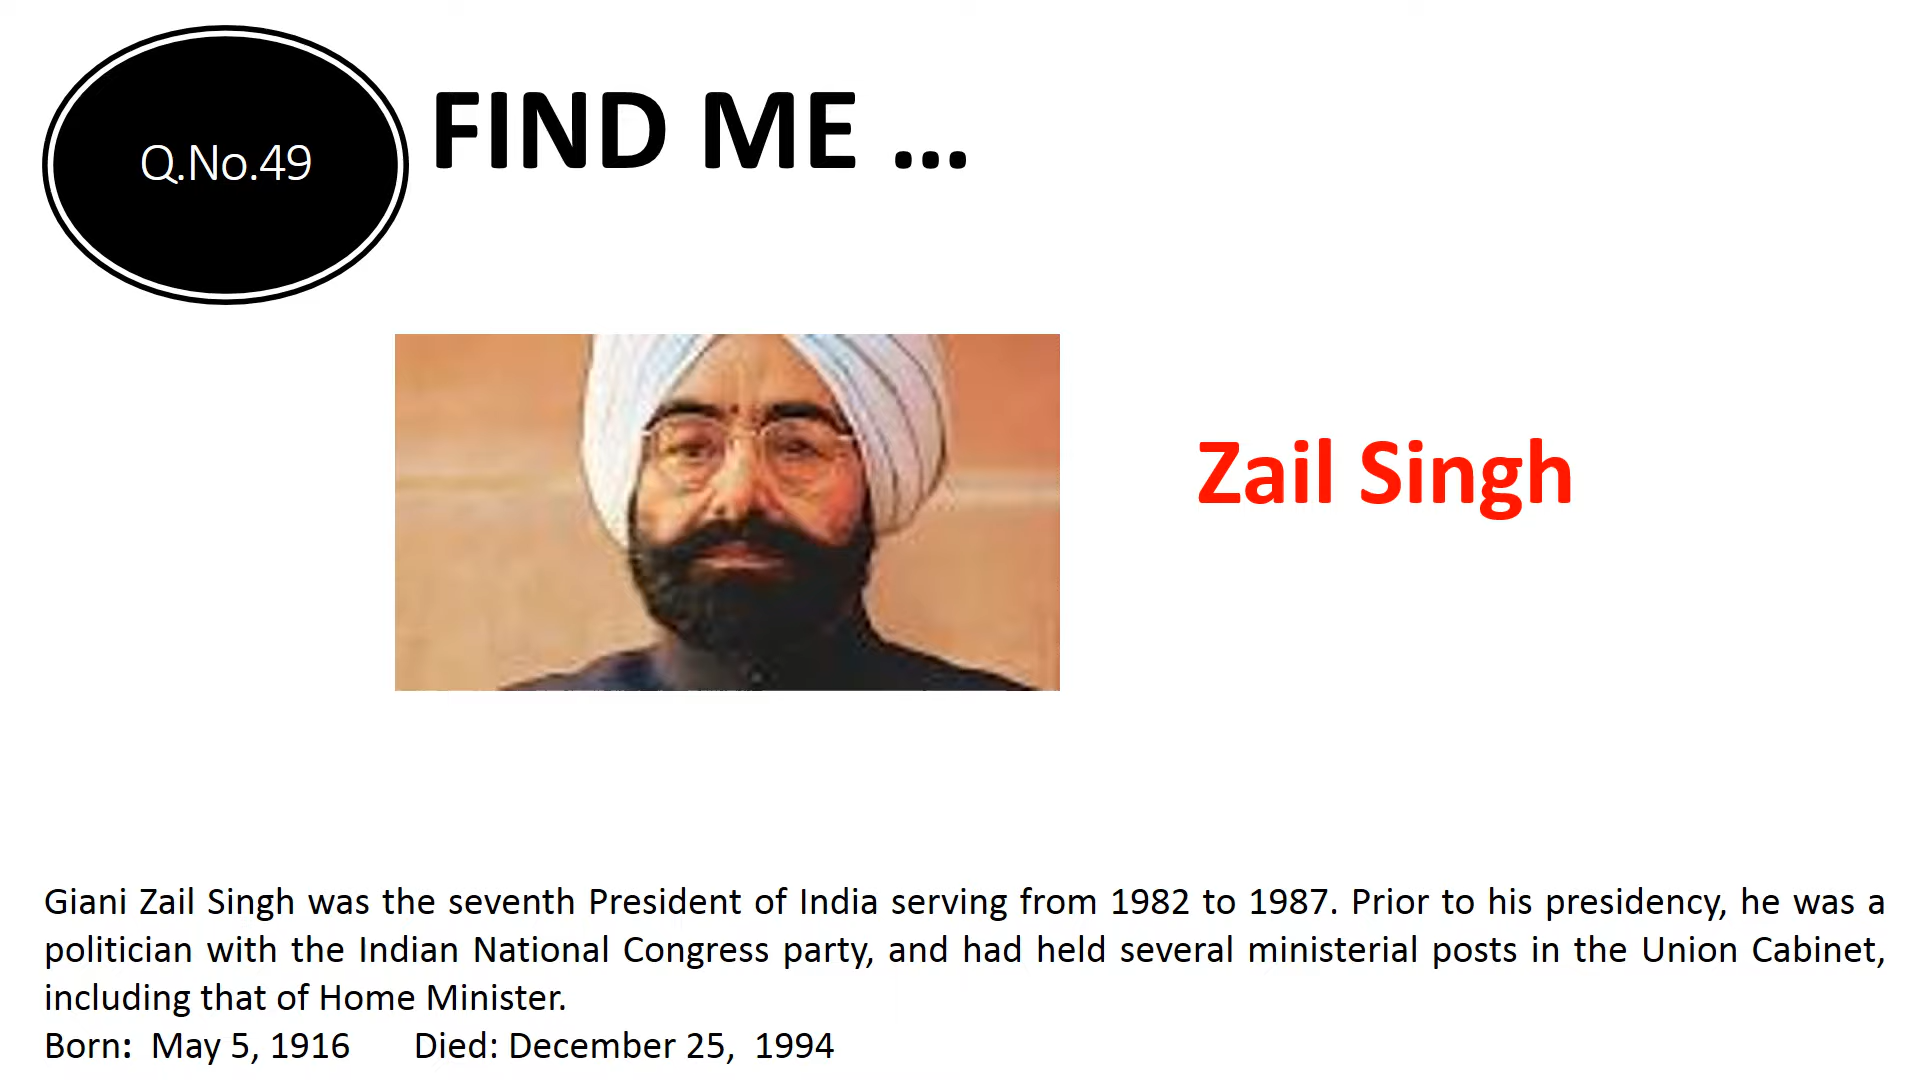 Q.No.49
FIND ME ...
Zail Singh
Giani Zail Singh was the seventh President of India serving from 1982 to 1987. Prior to his presidency, he was a
politician with the Indian National Congress party, and had held several ministerial posts in the Union Cabinet,
including that of Home Minister.
Born: May 5, 1916 Died: December 25, 1994